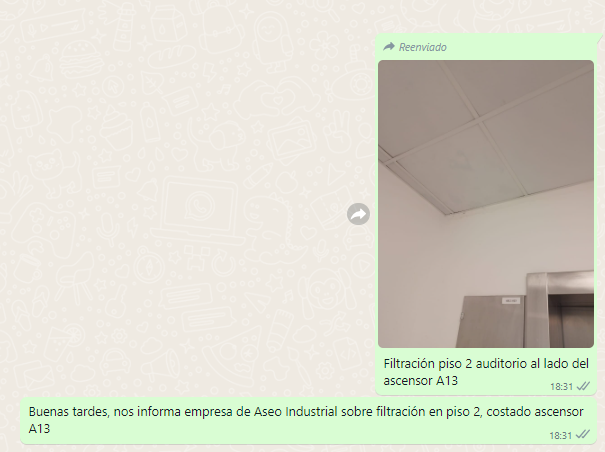 Reenviado
Filtración piso 2 auditorio al lado del
ascensor A13
18:31
Buenas tardes, nos informa empresa de Aseo Industrial sobre filtración en piso 2, costado ascensor
A13
18:31